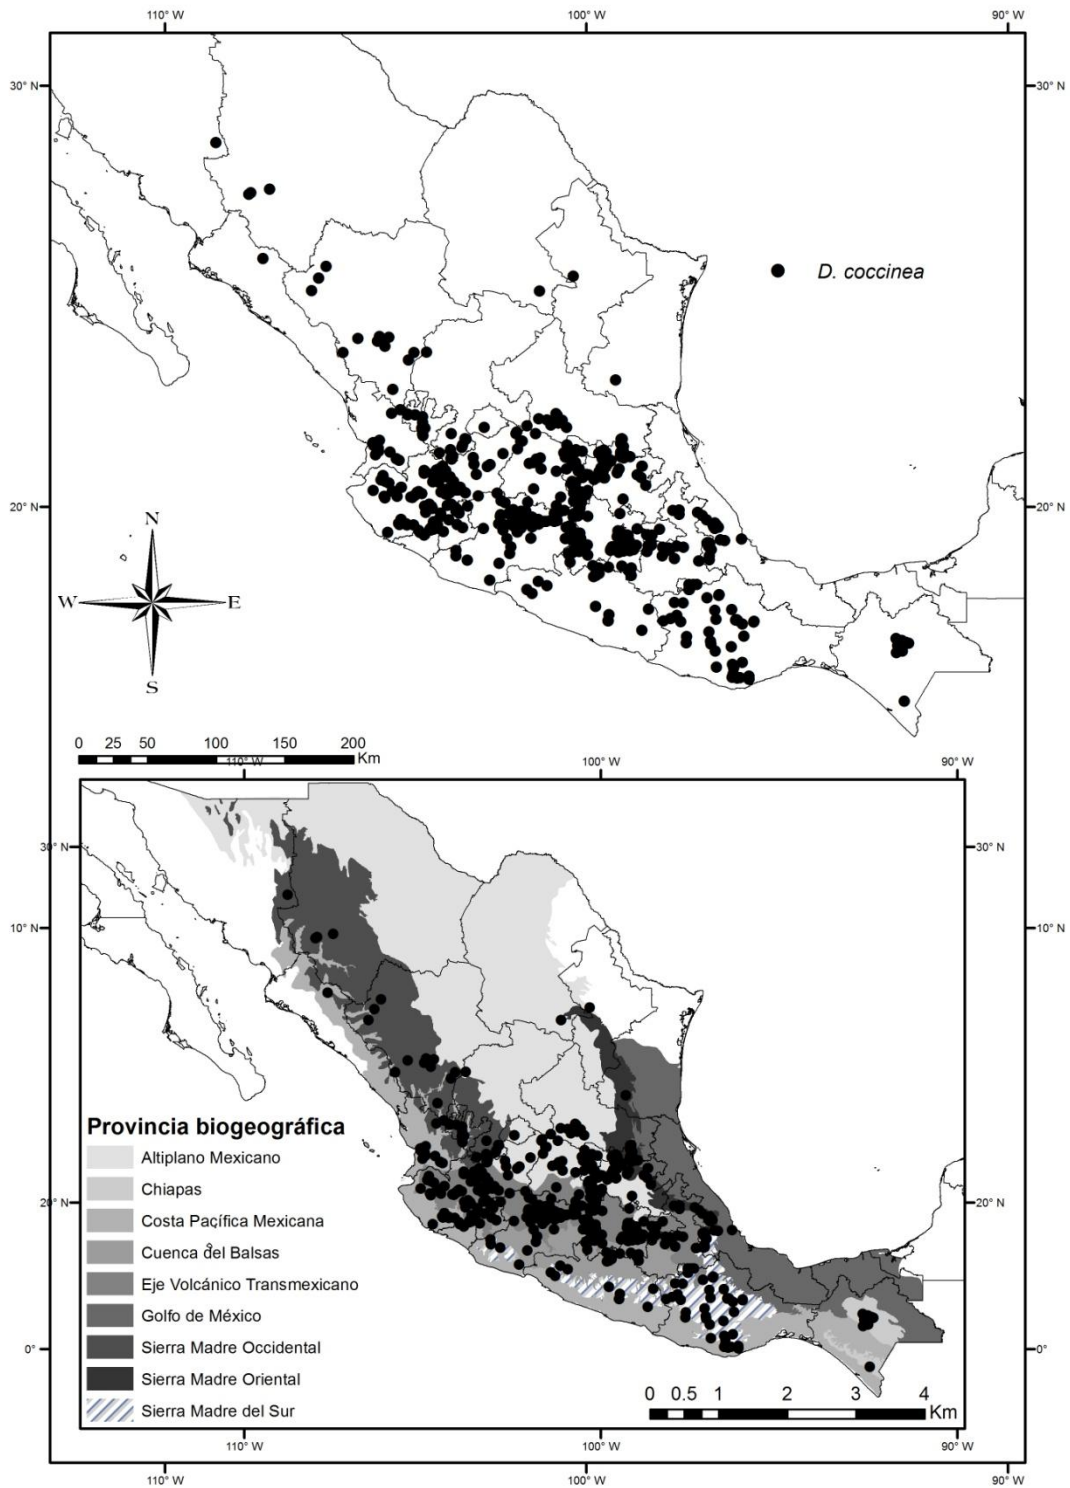 110° W 100° W 90° W
30° N 30° N
D. coccinea
20° N 20° N
N
W E
S
0 25 50 100 150 200
Km
110° W 100° W 90° W
30° N 30° N
10° N 10° N
Provincia biogeográfica
Altiplano Mexicano
Chiapas
Costa Pacífica Mexicana
Cuenca del Balsas
Eje Volcánico Transmexicano
Golfo de México
Sierra Madre Occidental
Sierra Madre Oriental
Sierra Madre del Sur
20° N 20° N
0° 0°
0 0.5 1 2 3 4
Km
110° W 100° W 90° W
110° W 100° W 90° W